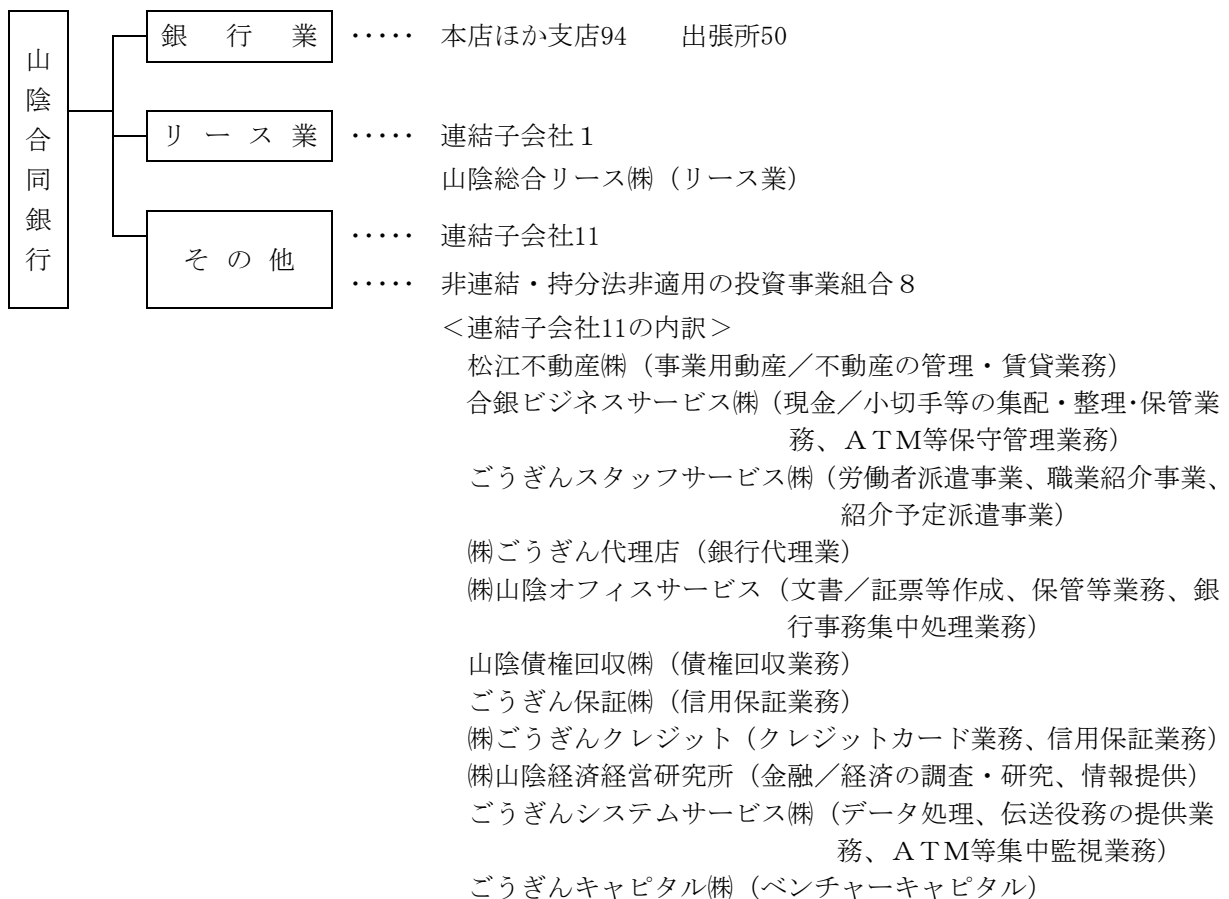 山陰合同銀行
銀行業 ····· 本店ほか支店94　　出張所50
リース業 ····· 連結子会社１
山陰総合リース㈱（リース業）
その他 ····· 連結子会社11
····· 非連結・持分法非適用の投資事業組合８
＜連結子会社11の内訳＞
松江不動産㈱（事業用動産／不動産の管理・賃貸業務）
合銀ビジネスサービス㈱（現金／小切手等の集配・整理・保管業
務、ＡＴＭ等保守管理業務）
ごうぎんスタッフサービス㈱（労働者派遣事業、職業紹介事業、
紹介予定派遣事業）
㈱ごうぎん代理店（銀行代理業）
㈱山陰オフィスサービス（文書／証票等作成、保管等業務、銀
行事務集中処理業務）
山陰債権回収㈱（債権回収業務）
ごうぎん保証㈱（信用保証業務）
㈱ごうぎんクレジット（クレジットカード業務、信用保証業務）
㈱山陰経済経営研究所（金融／経済の調査・研究、情報提供）
ごうぎんシステムサービス㈱（データ処理、伝送役務の提供業
務、ＡＴＭ等集中監視業務）
ごうぎんキャピタル㈱（ベンチャーキャピタル）